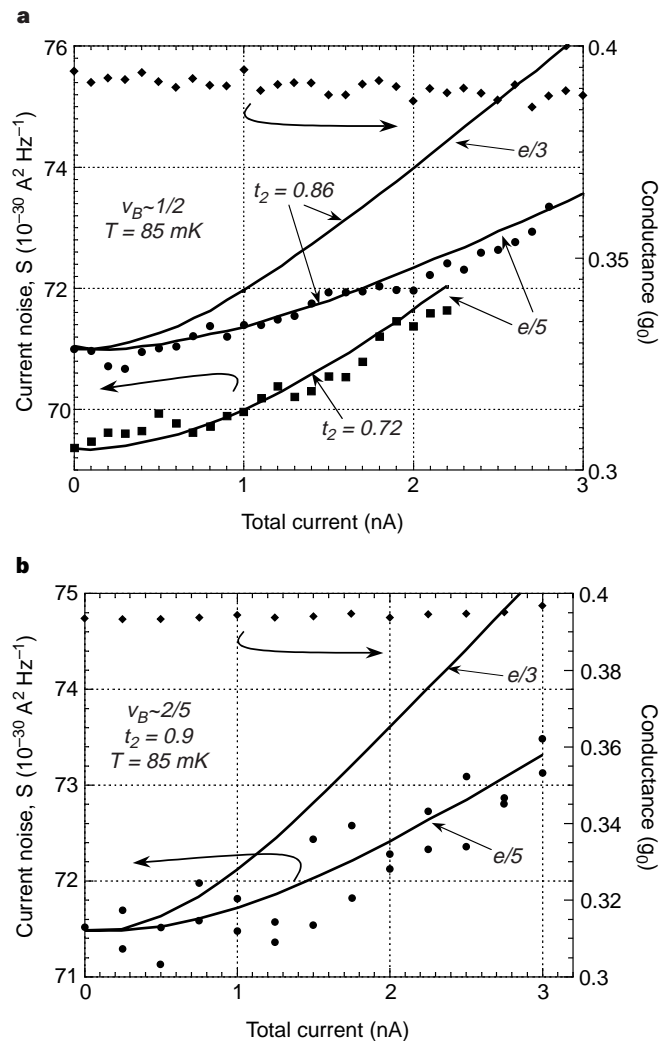 a
76
74
72
70
0
1
2
3
0.4
0.35
0.3
Current noise, S (10⁻³⁰ A² Hz⁻¹)
Conductance (g₀)
Total current (nA)
e/3
t₂ = 0.86
ν_B~1/2
T = 85 mK
e/5
t₂ = 0.72
b
75
74
73
72
71
0
1
2
3
0.4
0.38
0.36
0.34
0.32
0.3
Current noise, S (10⁻³⁰ A² Hz⁻¹)
Conductance (g₀)
Total current (nA)
e/3
ν_B~2/5
t₂ = 0.9
T = 85 mK
e/5